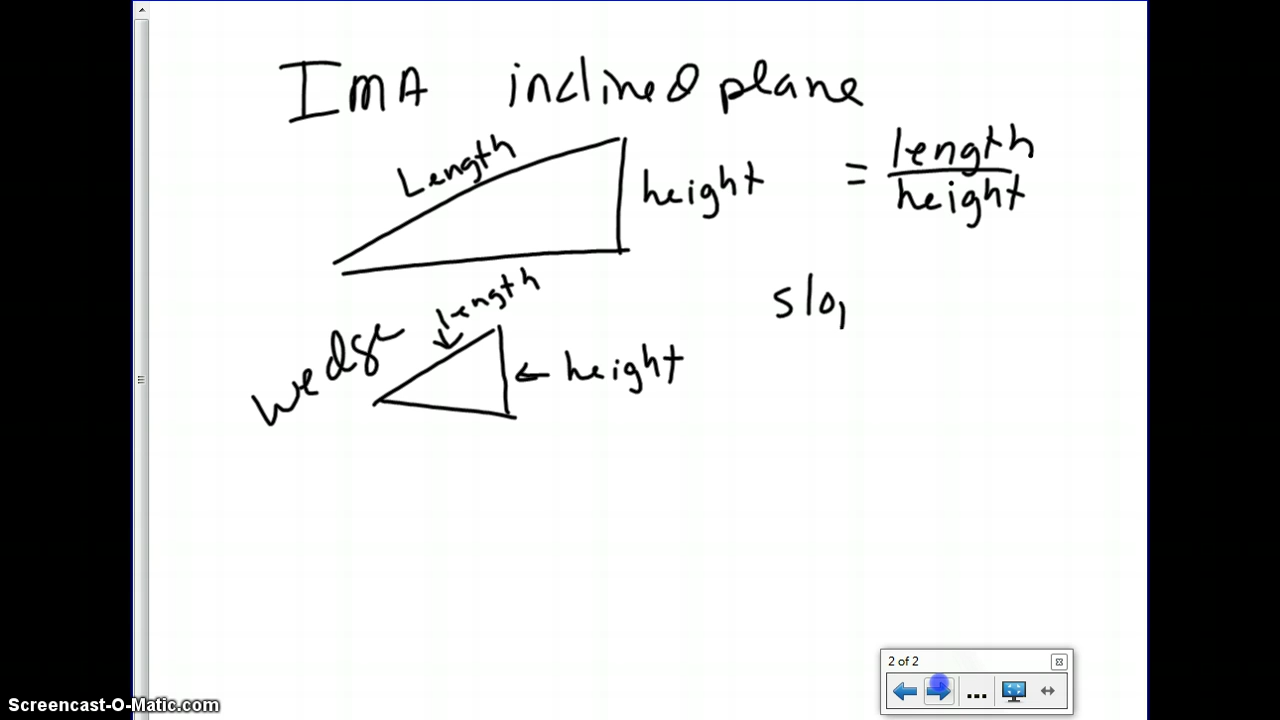 IMA inclined plane
Length
height
= length
height
length
wedge
← height
slo
2 of 2
...
Screencast-O-Matic.com